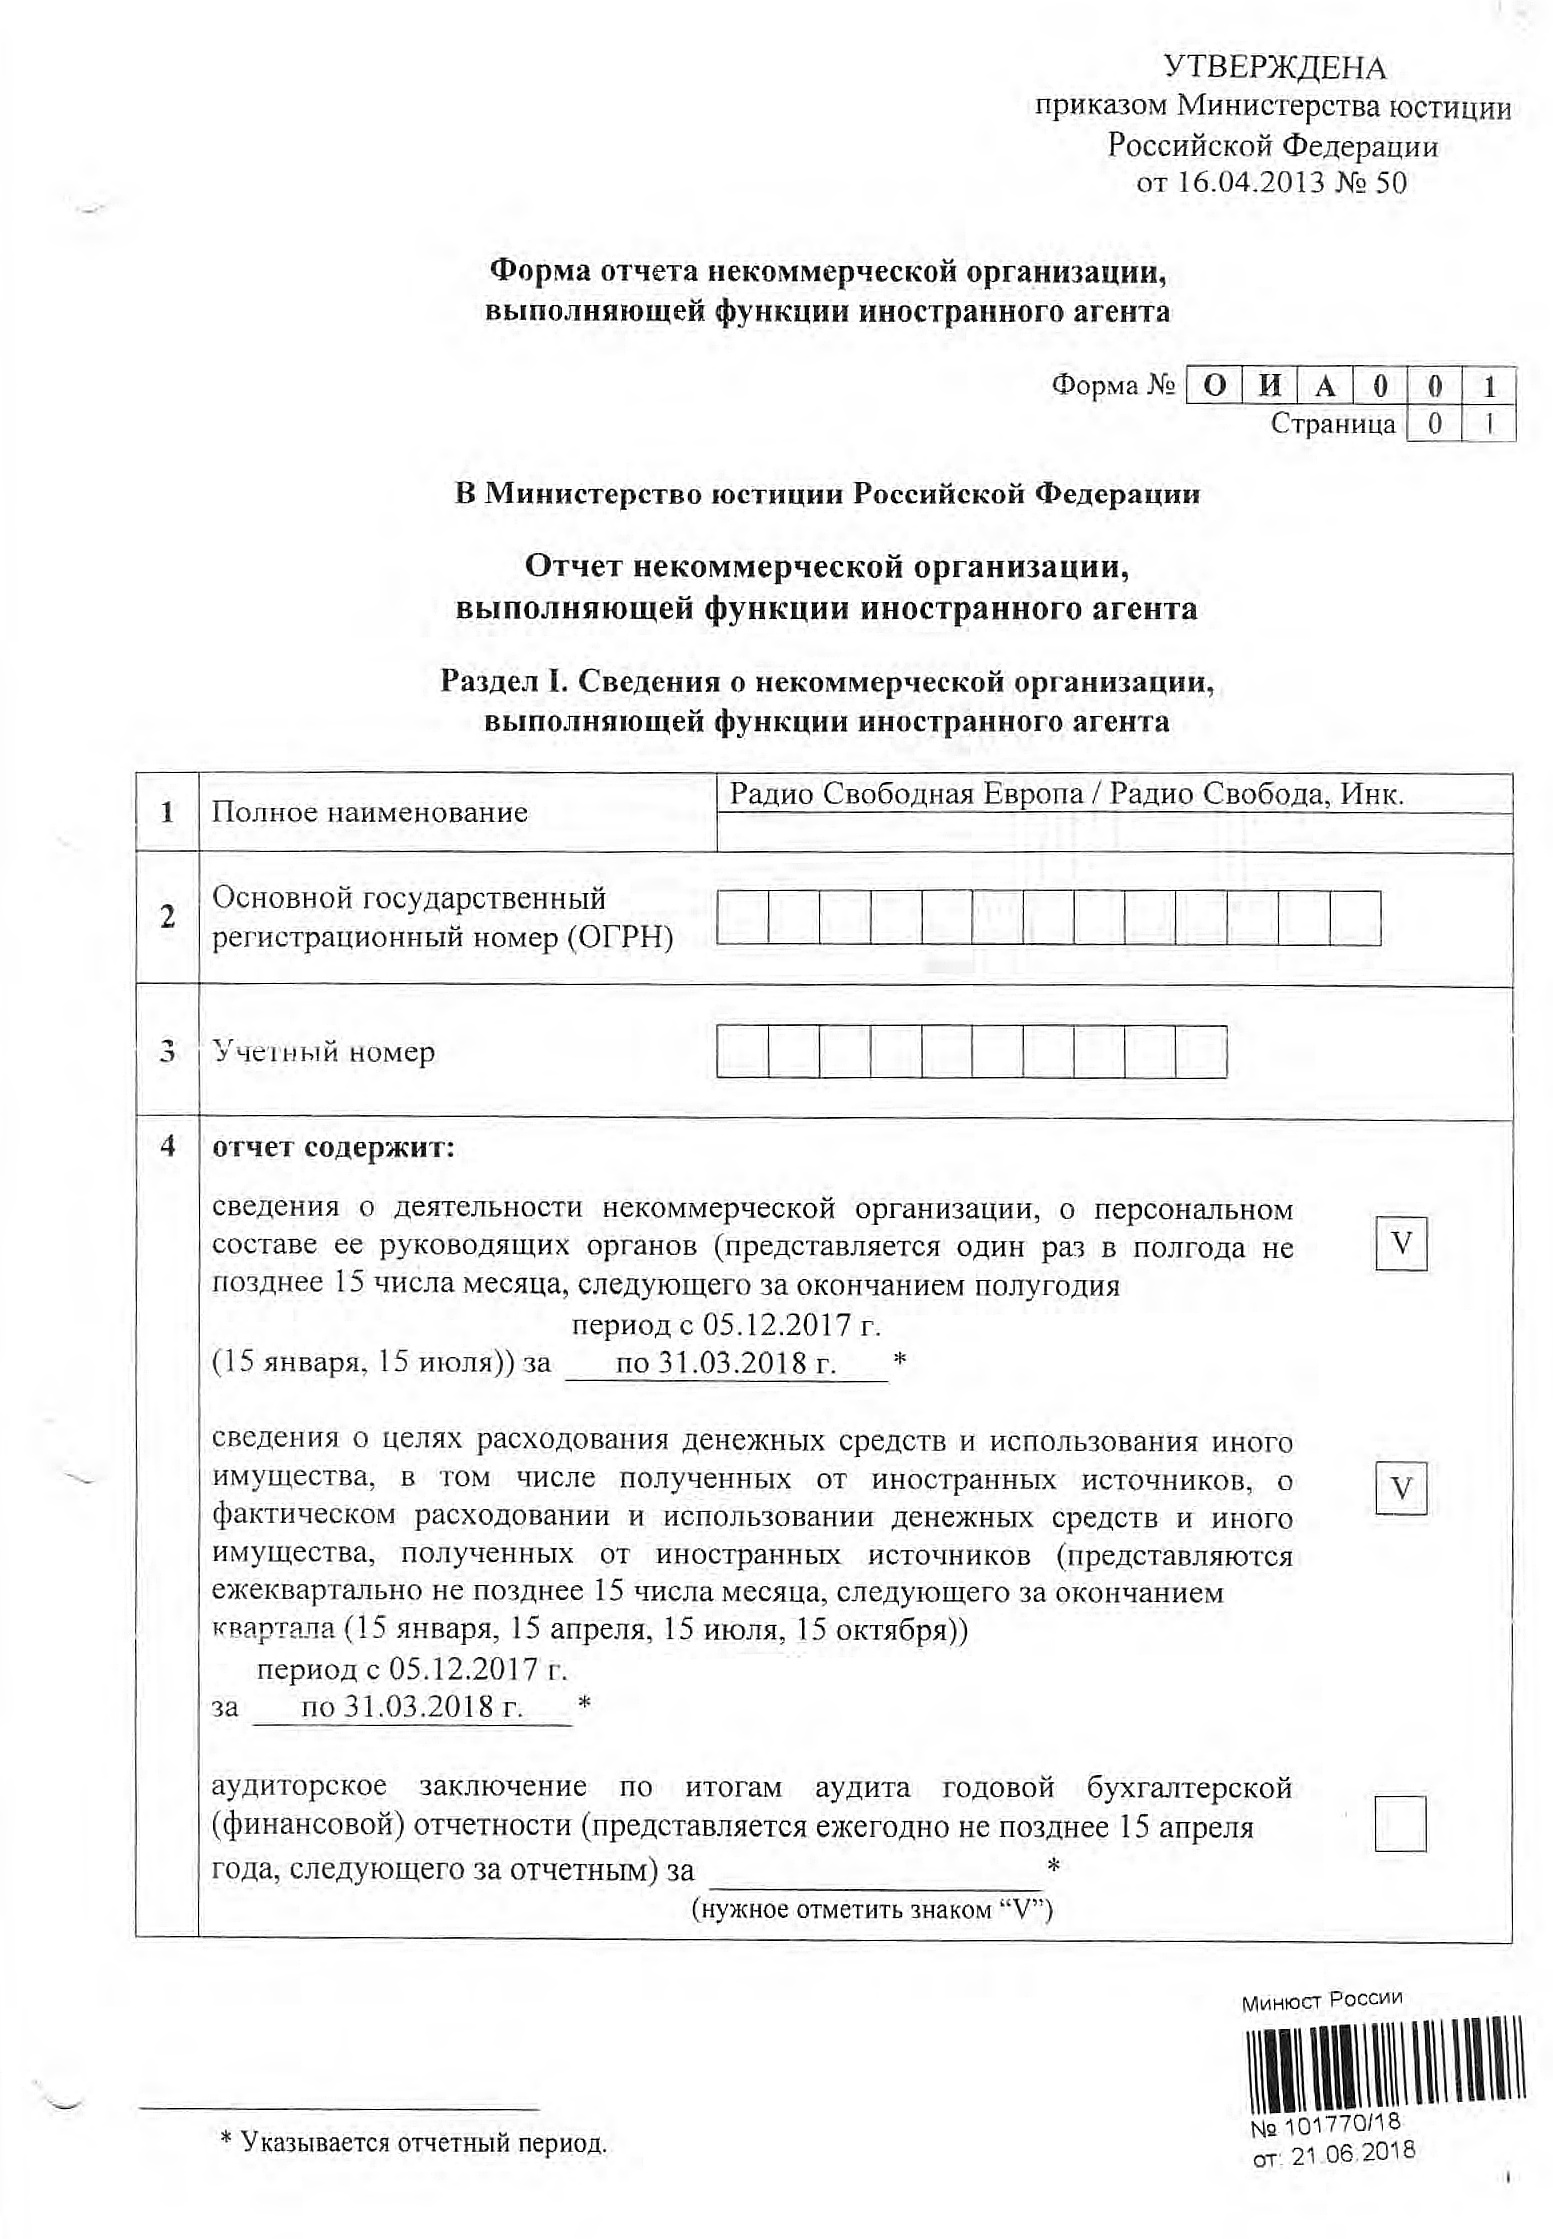 УТВЕРЖДЕНА
приказом Министерства юстиции
Российской Федерации
от 16.04.2013 № 50
Форма отчета некоммерческой организации,
выполняющей функции иностранного агента
Форма № О И А 0 0 1
Страница 0 1
В Министерство юстиции Российской Федерации
Отчет некоммерческой организации,
выполняющей функции иностранного агента
Раздел I. Сведения о некоммерческой организации,
выполняющей функции иностранного агента
1 Полное наименование Радио Свободная Европа / Радио Свобода, Инк.
2 Основной государственный
регистрационный номер (ОГРН)
3 Учетный номер
4 отчет содержит:
сведения о деятельности некоммерческой организации, о персональном
составе ее руководящих органов (представляется один раз в полгода не V
позднее 15 числа месяца, следующего за окончанием полугодия
период с 05.12.2017 г.
(15 января, 15 июля)) за по 31.03.2018 г. *
сведения о целях расходования денежных средств и использования иного
имущества, в том числе полученных от иностранных источников, о V
фактическом расходовании и использовании денежных средств и иного
имущества, полученных от иностранных источников (представляются
ежеквартально не позднее 15 числа месяца, следующего за окончанием
квартала (15 января, 15 апреля, 15 июля, 15 октября))
период с 05.12.2017 г.
за по 31.03.2018 г. *
аудиторское заключение по итогам аудита годовой бухгалтерской
(финансовой) отчетности (представляется ежегодно не позднее 15 апреля
года, следующего за отчетным) за *
(нужное отметить знаком “V”)
Минюст России
№ 101770/18
от: 21.06.2018
* Указывается отчетный период.